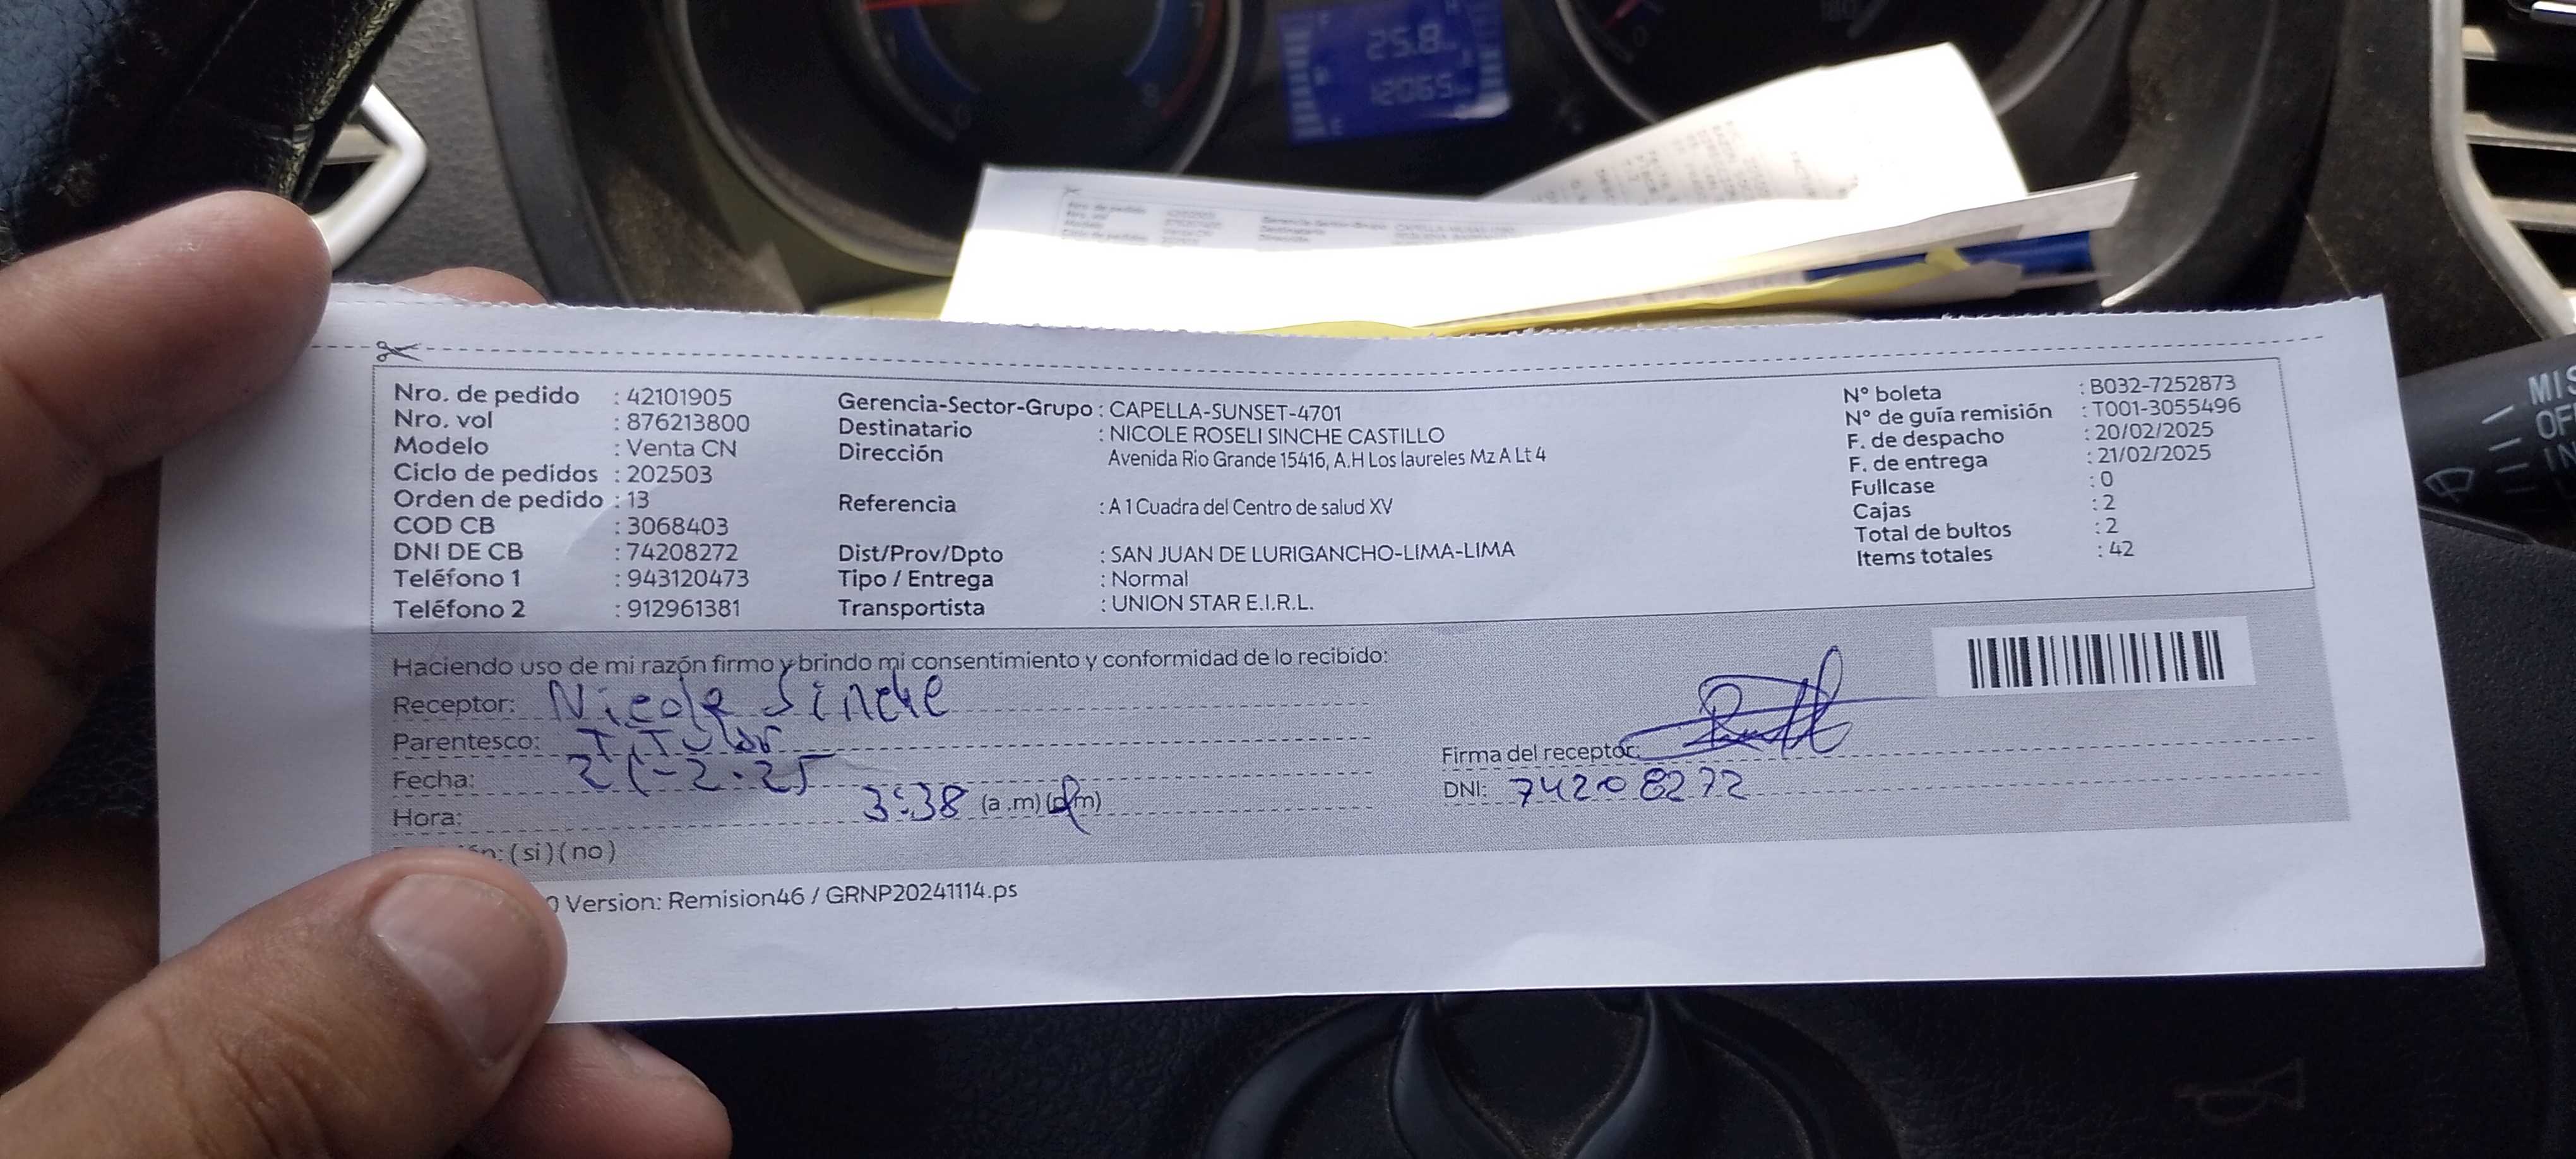 25.8
12065
Nro. de pedido : 42101905
Nro. vol : 876213800
Modelo : Venta CN
Ciclo de pedidos : 202503
Orden de pedido : 13
COD CB : 3068403
DNI DE CB : 74208272
Teléfono 1 : 943120473
Teléfono 2 : 912961381
Gerencia-Sector-Grupo : CAPELLA-SUNSET-4701
Destinatario : NICOLE ROSELI SINCHE CASTILLO
Dirección Avenida Rio Grande 15416, A.H Los laureles Mz A Lt 4
Referencia : A 1 Cuadra del Centro de salud XV
Dist/Prov/Dpto : SAN JUAN DE LURIGANCHO-LIMA-LIMA
Tipo / Entrega : Normal
Transportista : UNION STAR E.I.R.L.
N° boleta : B032-7252873
N° de guía remisión : T001-3055496
F. de despacho : 20/02/2025
F. de entrega : 21/02/2025
Fullcase : 0
Cajas : 2
Total de bultos : 2
Items totales : 42
Haciendo uso de mi razón firmo y brindo mi consentimiento y conformidad de lo recibido:
Receptor: Nicole Sinche
Parentesco: Titular
Fecha: 21-2-25
Hora: 3:38 (a.m) (p.m)
(si) (no)
Firma del receptor:
DNI: 74208272
Version: Remision46 / GRNP20241114.ps
MIS
OF
IN